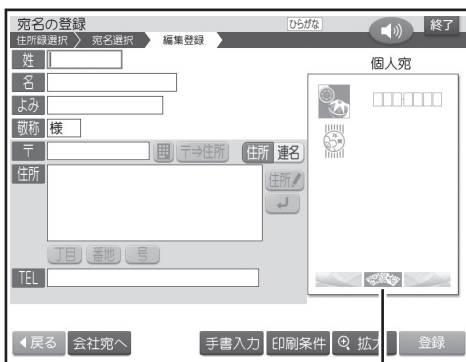 宛名の登録
ひらがな
終了
住所録選択 〉 宛名選択
編集登録
姓
名
よみ
敬称 様
〒
〒⇒住所
住所 連名
住所
住所
丁目 番地 号
TEL
個人宛
戻る
会社宛へ
手書入力
印刷条件
拡大
登録